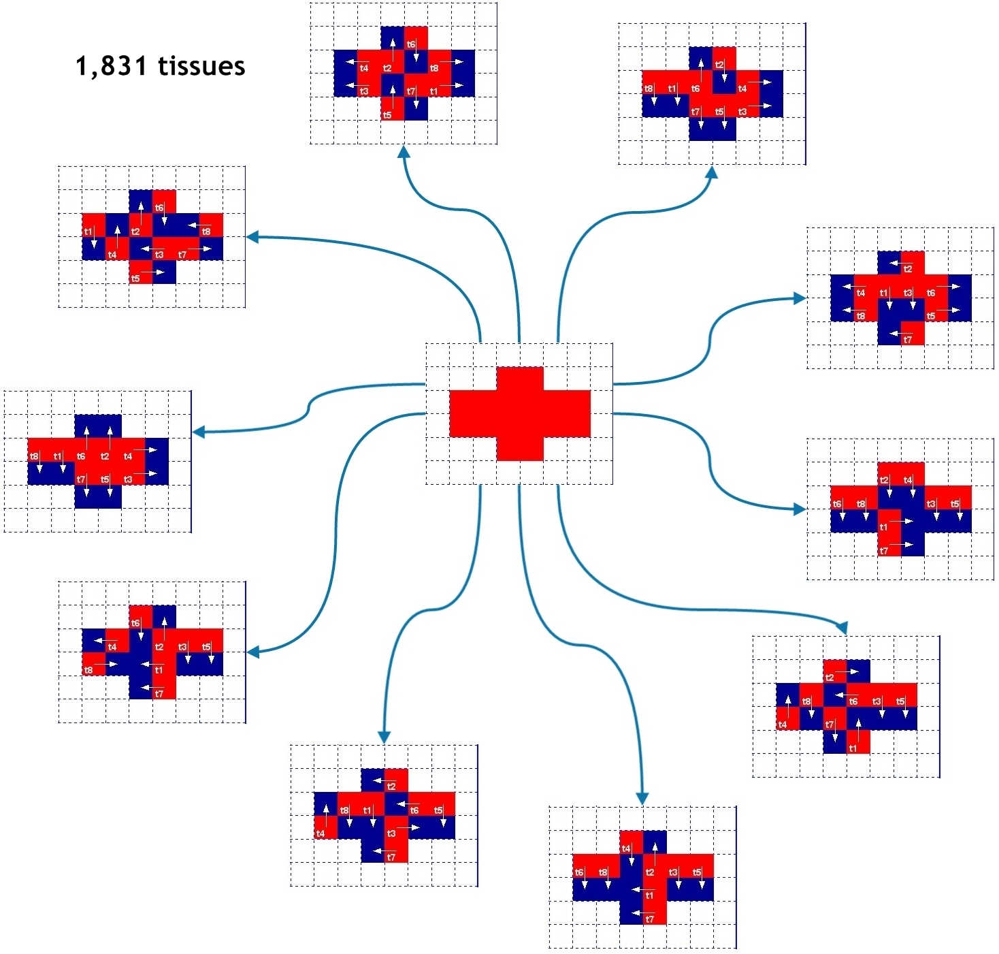 1,831 tissues
t6
t4 t2 t8
t3 t7 t1
t5
t2
t8 t1 t6 t4
t7 t5 t3
t6
t1 t2 t8
t4 t3 t7
t5
t2
t4 t1 t3 t6
t8 t5
t7
t8 t1 t6 t2 t4
t7 t5 t3
t2 t4
t6 t8 t3 t5
t1
t7
t6
t4 t2 t3 t5
t8 t1
t7
t2
t8 t6 t3 t5
t4 t7
t1
t2
t8 t1 t6 t5
t4 t3
t7
t4
t6 t8 t2 t3 t5
t1
t7